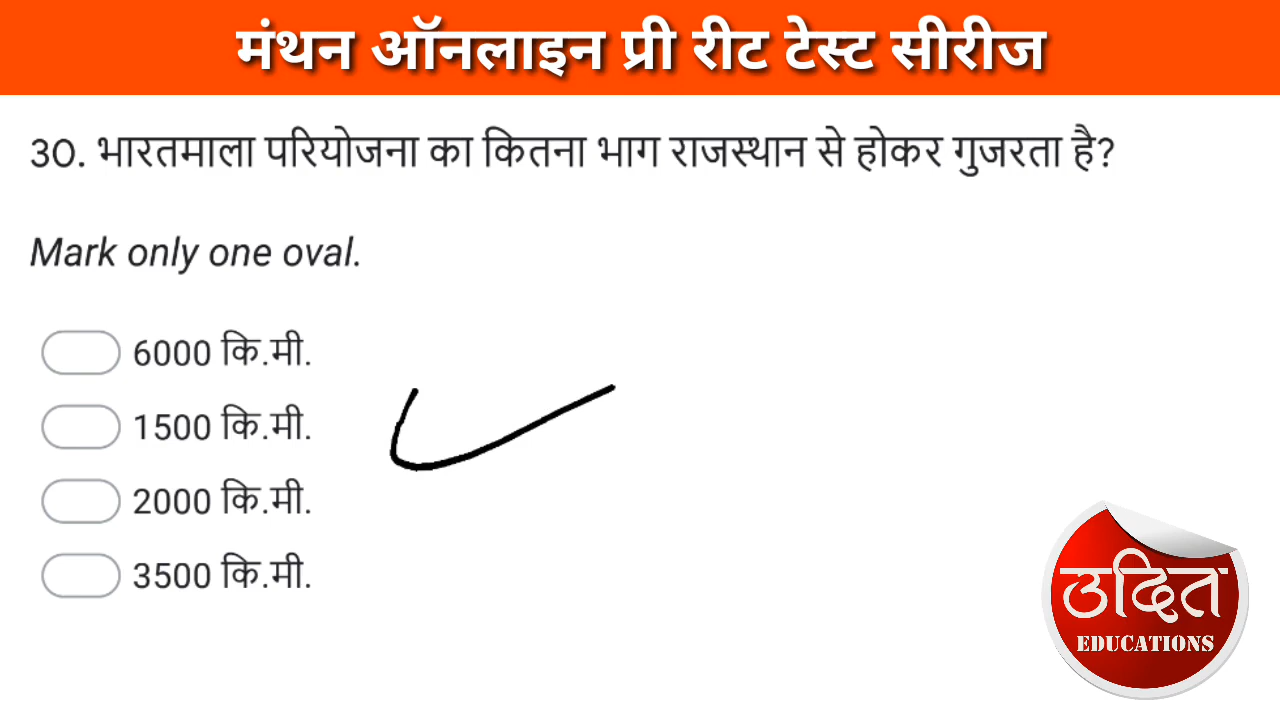 मंथन ऑनलाइन प्री रीट टेस्ट सीरीज
30. भारतमाला परियोजना का कितना भाग राजस्थान से होकर गुजरता है?
Mark only one oval.
6000 कि.मी.
1500 कि.मी.
2000 कि.मी.
3500 कि.मी.
उदित
EDUCATIONS